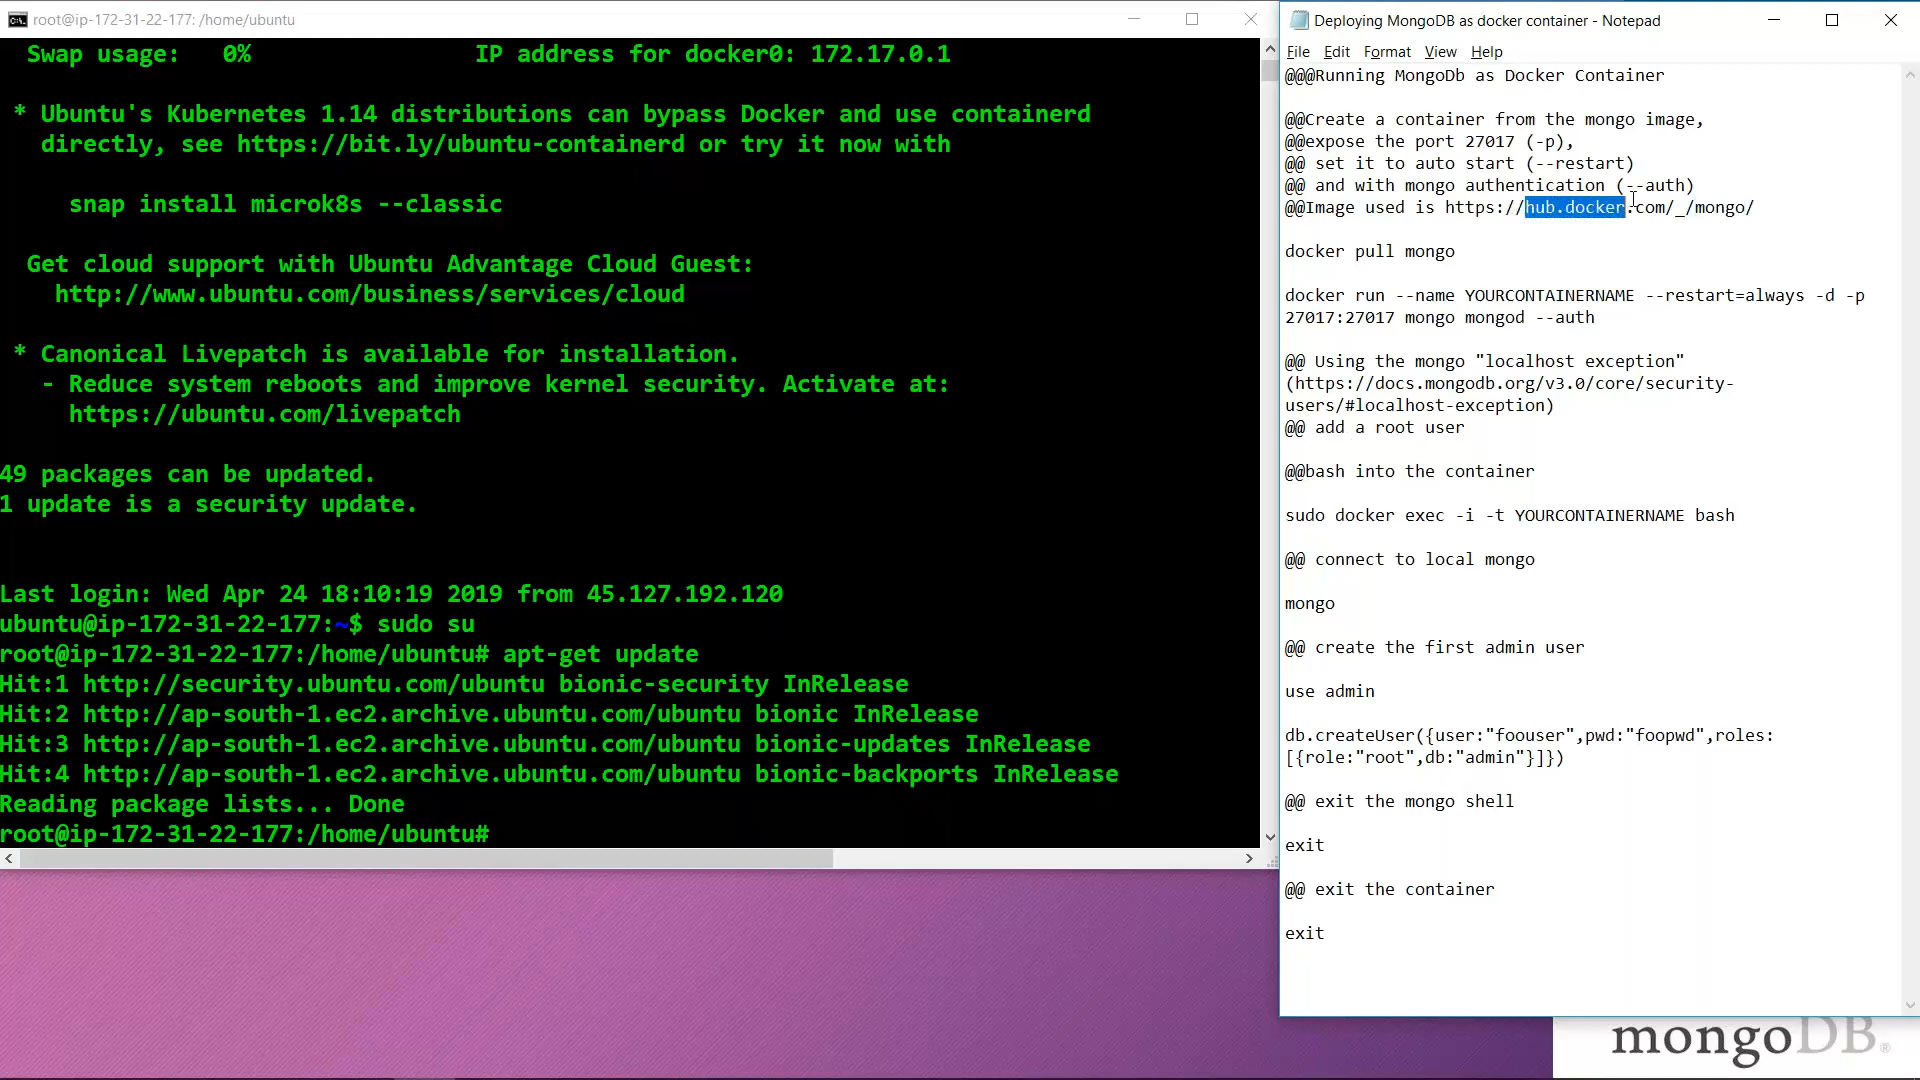 root@ip-172-31-22-177: /home/ubuntu
Swap usage:   0%                IP address for docker0: 172.17.0.1
* Ubuntu's Kubernetes 1.14 distributions can bypass Docker and use containerd
directly, see https://bit.ly/ubuntu-containerd or try it now with
snap install microk8s --classic
Get cloud support with Ubuntu Advantage Cloud Guest:
http://www.ubuntu.com/business/services/cloud
* Canonical Livepatch is available for installation.
- Reduce system reboots and improve kernel security. Activate at:
https://ubuntu.com/livepatch
49 packages can be updated.
1 update is a security update.
Last login: Wed Apr 24 18:10:19 2019 from 45.127.192.120
ubuntu@ip-172-31-22-177:~$ sudo su
root@ip-172-31-22-177:/home/ubuntu# apt-get update
Hit:1 http://security.ubuntu.com/ubuntu bionic-security InRelease
Hit:2 http://ap-south-1.ec2.archive.ubuntu.com/ubuntu bionic InRelease
Hit:3 http://ap-south-1.ec2.archive.ubuntu.com/ubuntu bionic-updates InRelease
Hit:4 http://ap-south-1.ec2.archive.ubuntu.com/ubuntu bionic-backports InRelease
Reading package lists... Done
root@ip-172-31-22-177:/home/ubuntu#
Deploying MongoDB as docker container - Notepad
File Edit Format View Help
@@@Running MongoDb as Docker Container
@@Create a container from the mongo image,
@@expose the port 27017 (-p),
@@ set it to auto start (--restart)
@@ and with mongo authentication (--auth)
@@Image used is https://hub.docker.com/_/mongo/
docker pull mongo
docker run --name YOURCONTAINERNAME --restart=always -d -p
27017:27017 mongo mongod --auth
@@ Using the mongo "localhost exception"
(https://docs.mongodb.org/v3.0/core/security-
users/#localhost-exception)
@@ add a root user
@@bash into the container
sudo docker exec -i -t YOURCONTAINERNAME bash
@@ connect to local mongo
mongo
@@ create the first admin user
use admin
db.createUser({user:"foouser",pwd:"foopwd",roles:
[{role:"root",db:"admin"}]})
@@ exit the mongo shell
exit
@@ exit the container
exit
mongoDB®